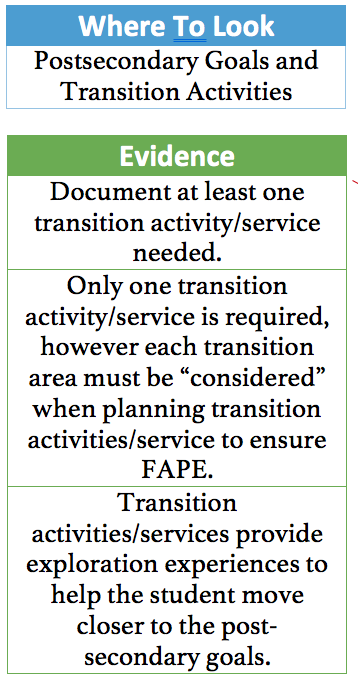 Where To Look
Postsecondary Goals and
Transition Activities
Evidence
Document at least one
transition activity/service
needed.
Only one transition
activity/service is required,
however each transition
area must be “considered”
when planning transition
activities/service to ensure
FAPE.
Transition
activities/services provide
exploration experiences to
help the student move
closer to the post-
secondary goals.